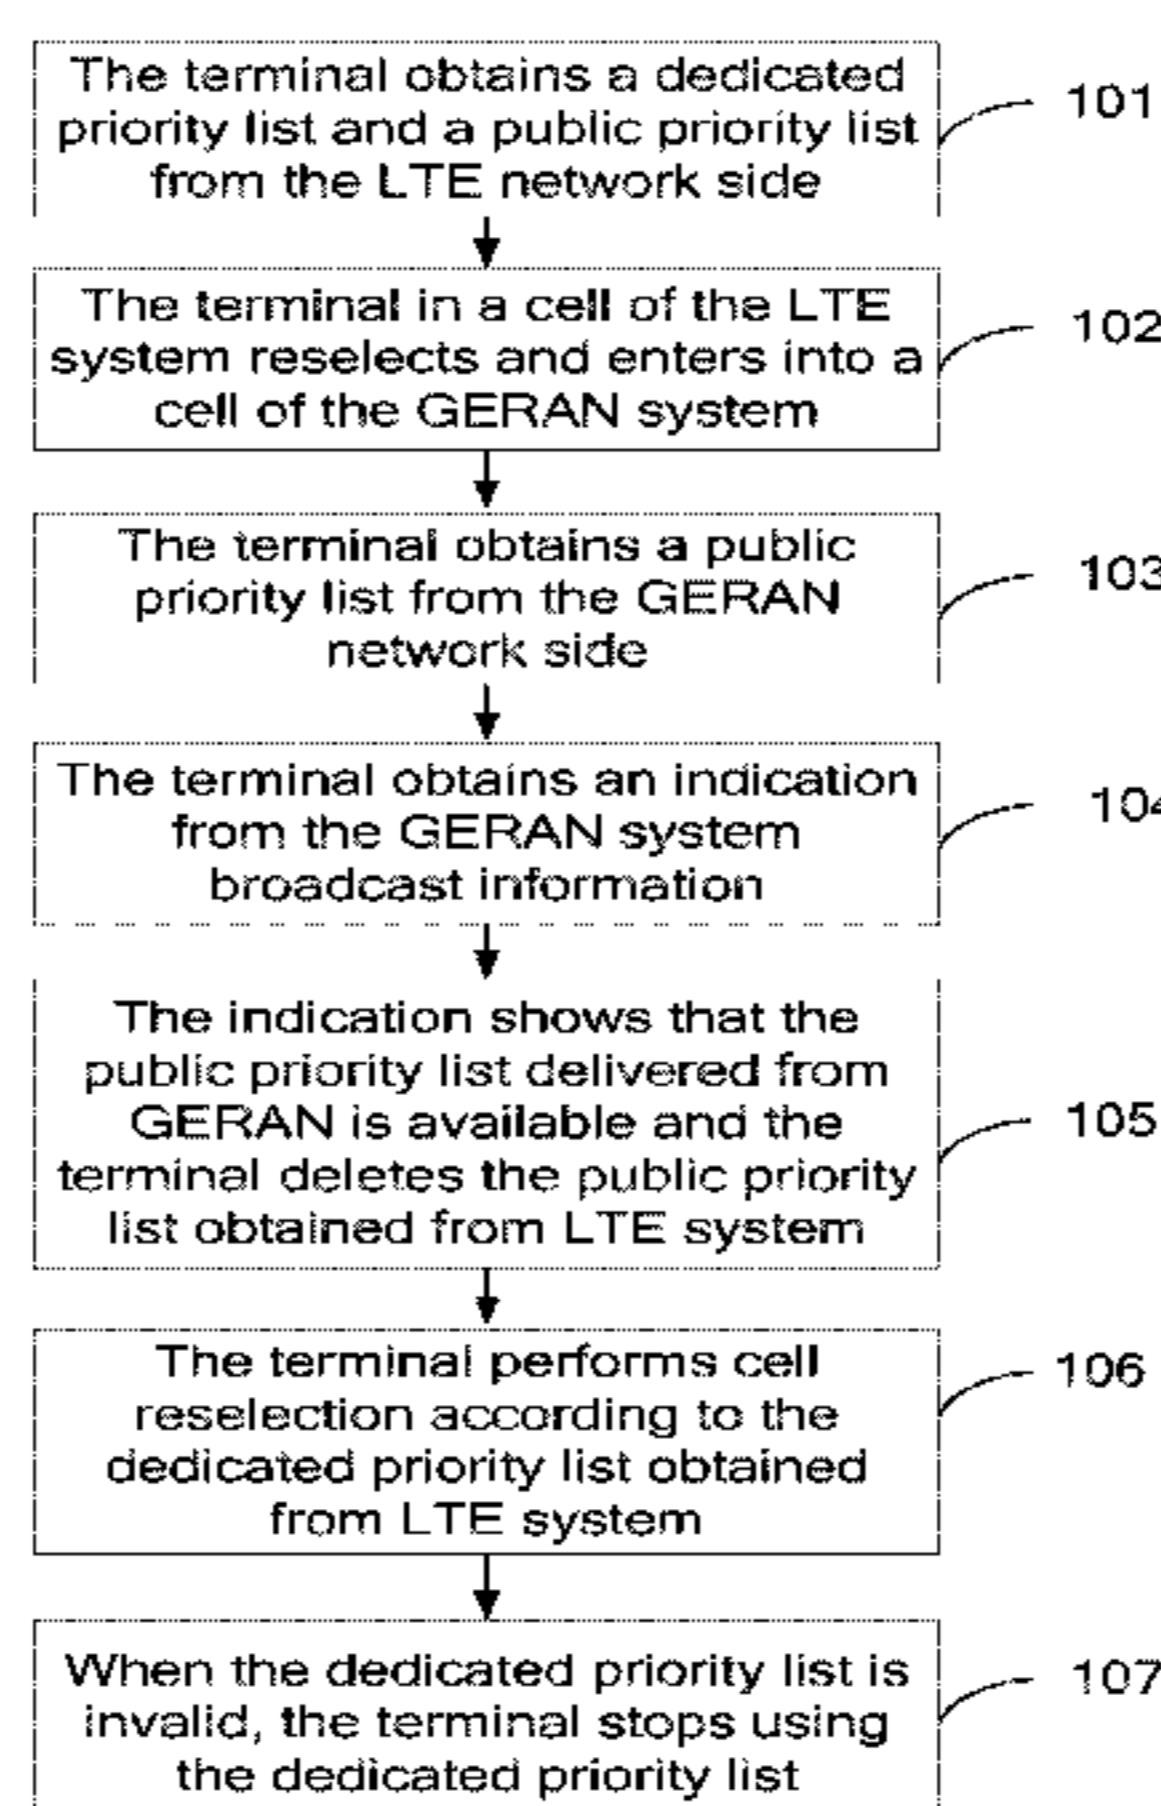 The terminal obtains a dedicated
priority list and a public priority list
from the LTE network side
101
The terminal in a cell of the LTE
system reselects and enters into a
cell of the GERAN system
102
The terminal obtains a public
priority list from the GERAN
network side
103
The terminal obtains an indication
from the GERAN system
broadcast information
104
The indication shows that the
public priority list delivered from
GERAN is available and the
terminal deletes the public priority
list obtained from LTE system
105
The terminal performs cell
reselection according to the
dedicated priority list obtained
from LTE system
106
When the dedicated priority list is
invalid, the terminal stops using
the dedicated priority list
107